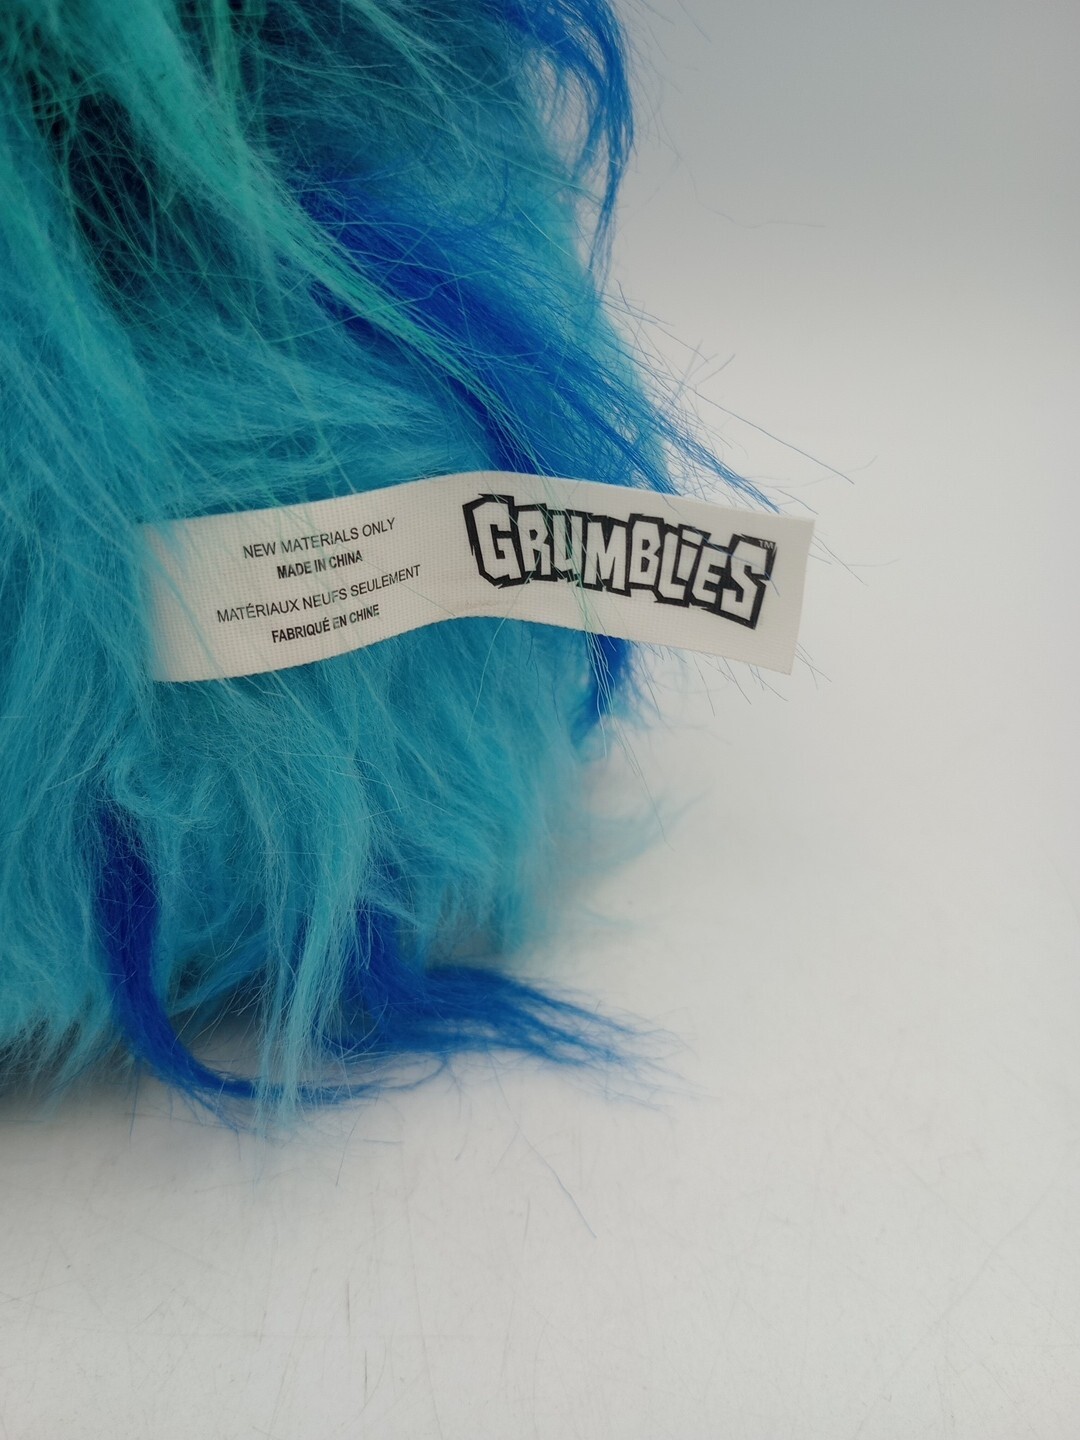 NEW MATERIALS ONLY
MADE IN CHINA
MATÉRIAUX NEUFS SEULEMENT
FABRIQUÉ EN CHINE
GRUMBLiES™